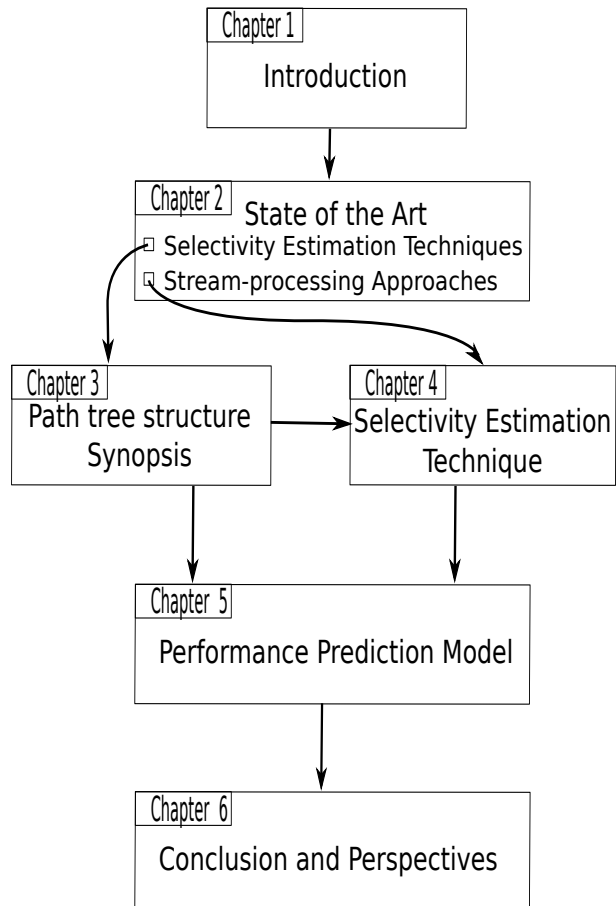 Chapter 1
Introduction
Chapter 2
State of the Art
Selectivity Estimation Techniques
Stream-processing Approaches
Chapter 3
Path tree structure
Synopsis
Chapter 4
Selectivity Estimation
Technique
Chapter 5
Performance Prediction Model
Chapter 6
Conclusion and Perspectives